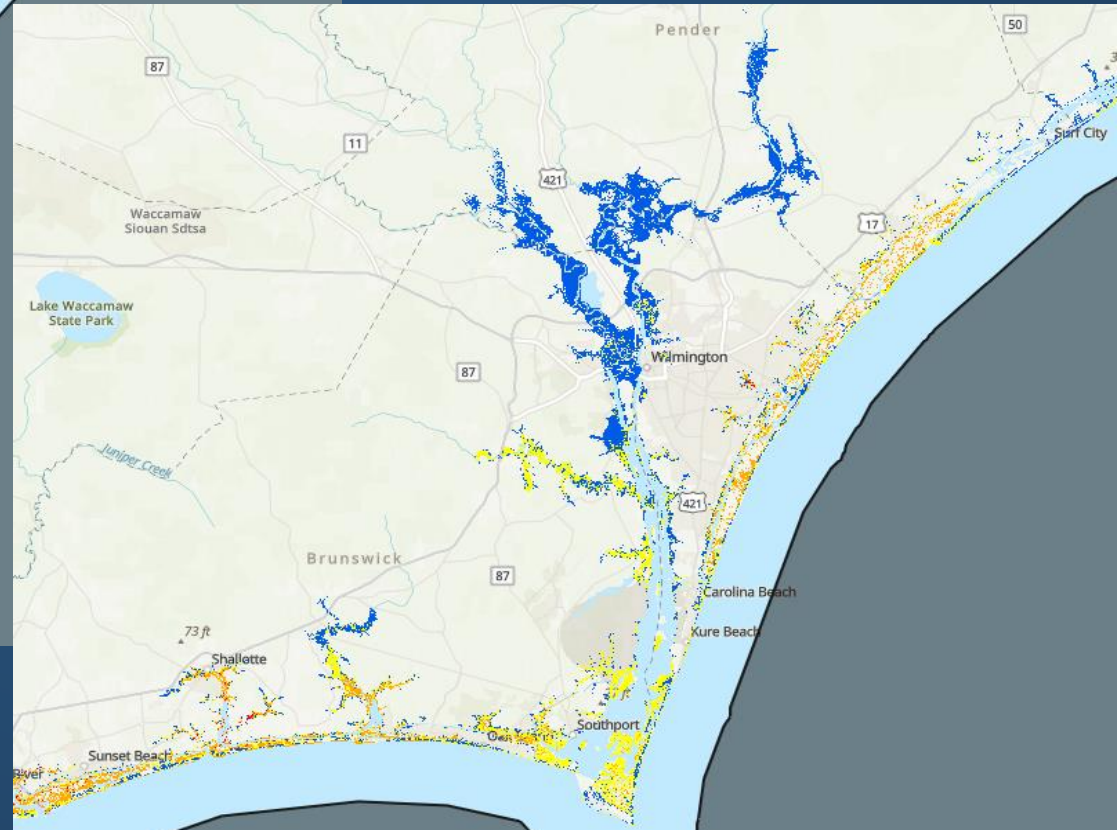 Pender
50
87
11
421
Surf City
Waccamaw
Siouan Sdtsa
17
Lake Waccamaw
State Park
Wilmington
87
Juniper Creek
421
Brunswick
87
Carolina Beach
Kure Beach
73 ft
Shallotte
Southport
Sunset Beach
River